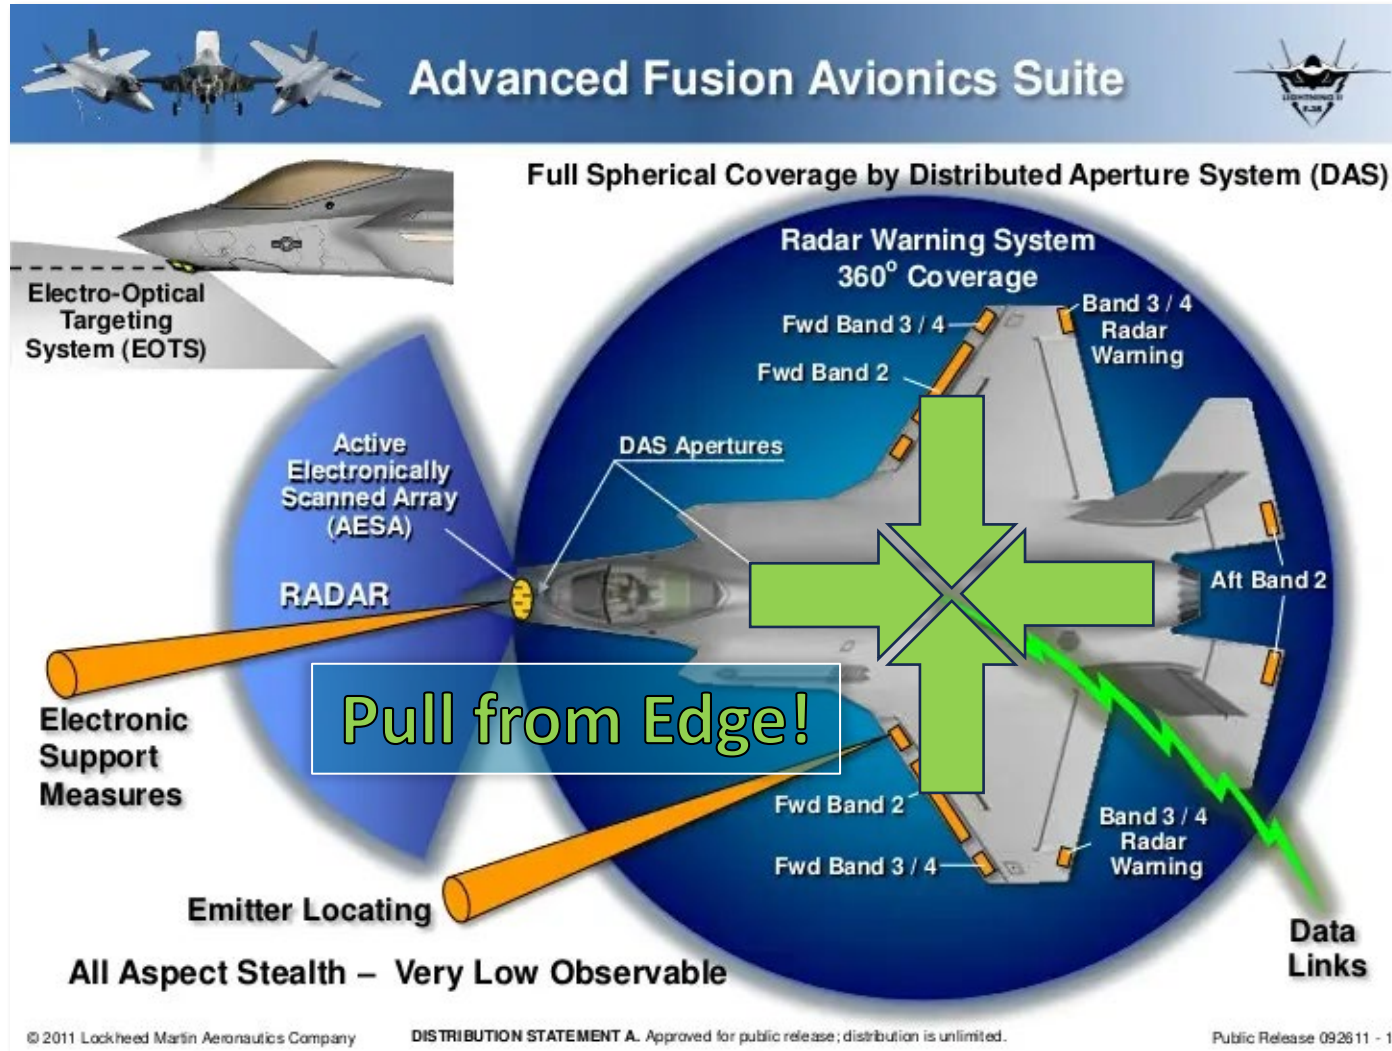 Advanced Fusion Avionics Suite
LIGHTNING II
F-35
Full Spherical Coverage by Distributed Aperture System (DAS)
Electro-Optical
Targeting
System (EOTS)
Radar Warning System
360° Coverage
Fwd Band 3 / 4
Band 3 / 4
Radar
Warning
Fwd Band 2
Active
Electronically
Scanned Array
(AESA)
DAS Apertures
RADAR
Aft Band 2
Electronic
Support
Measures
Pull from Edge!
Fwd Band 2
Fwd Band 3 / 4
Band 3 / 4
Radar
Warning
Emitter Locating
Data
Links
All Aspect Stealth – Very Low Observable
© 2011 Lockheed Martin Aeronautics Company
DISTRIBUTION STATEMENT A. Approved for public release; distribution is unlimited.
Public Release 092611 - 1